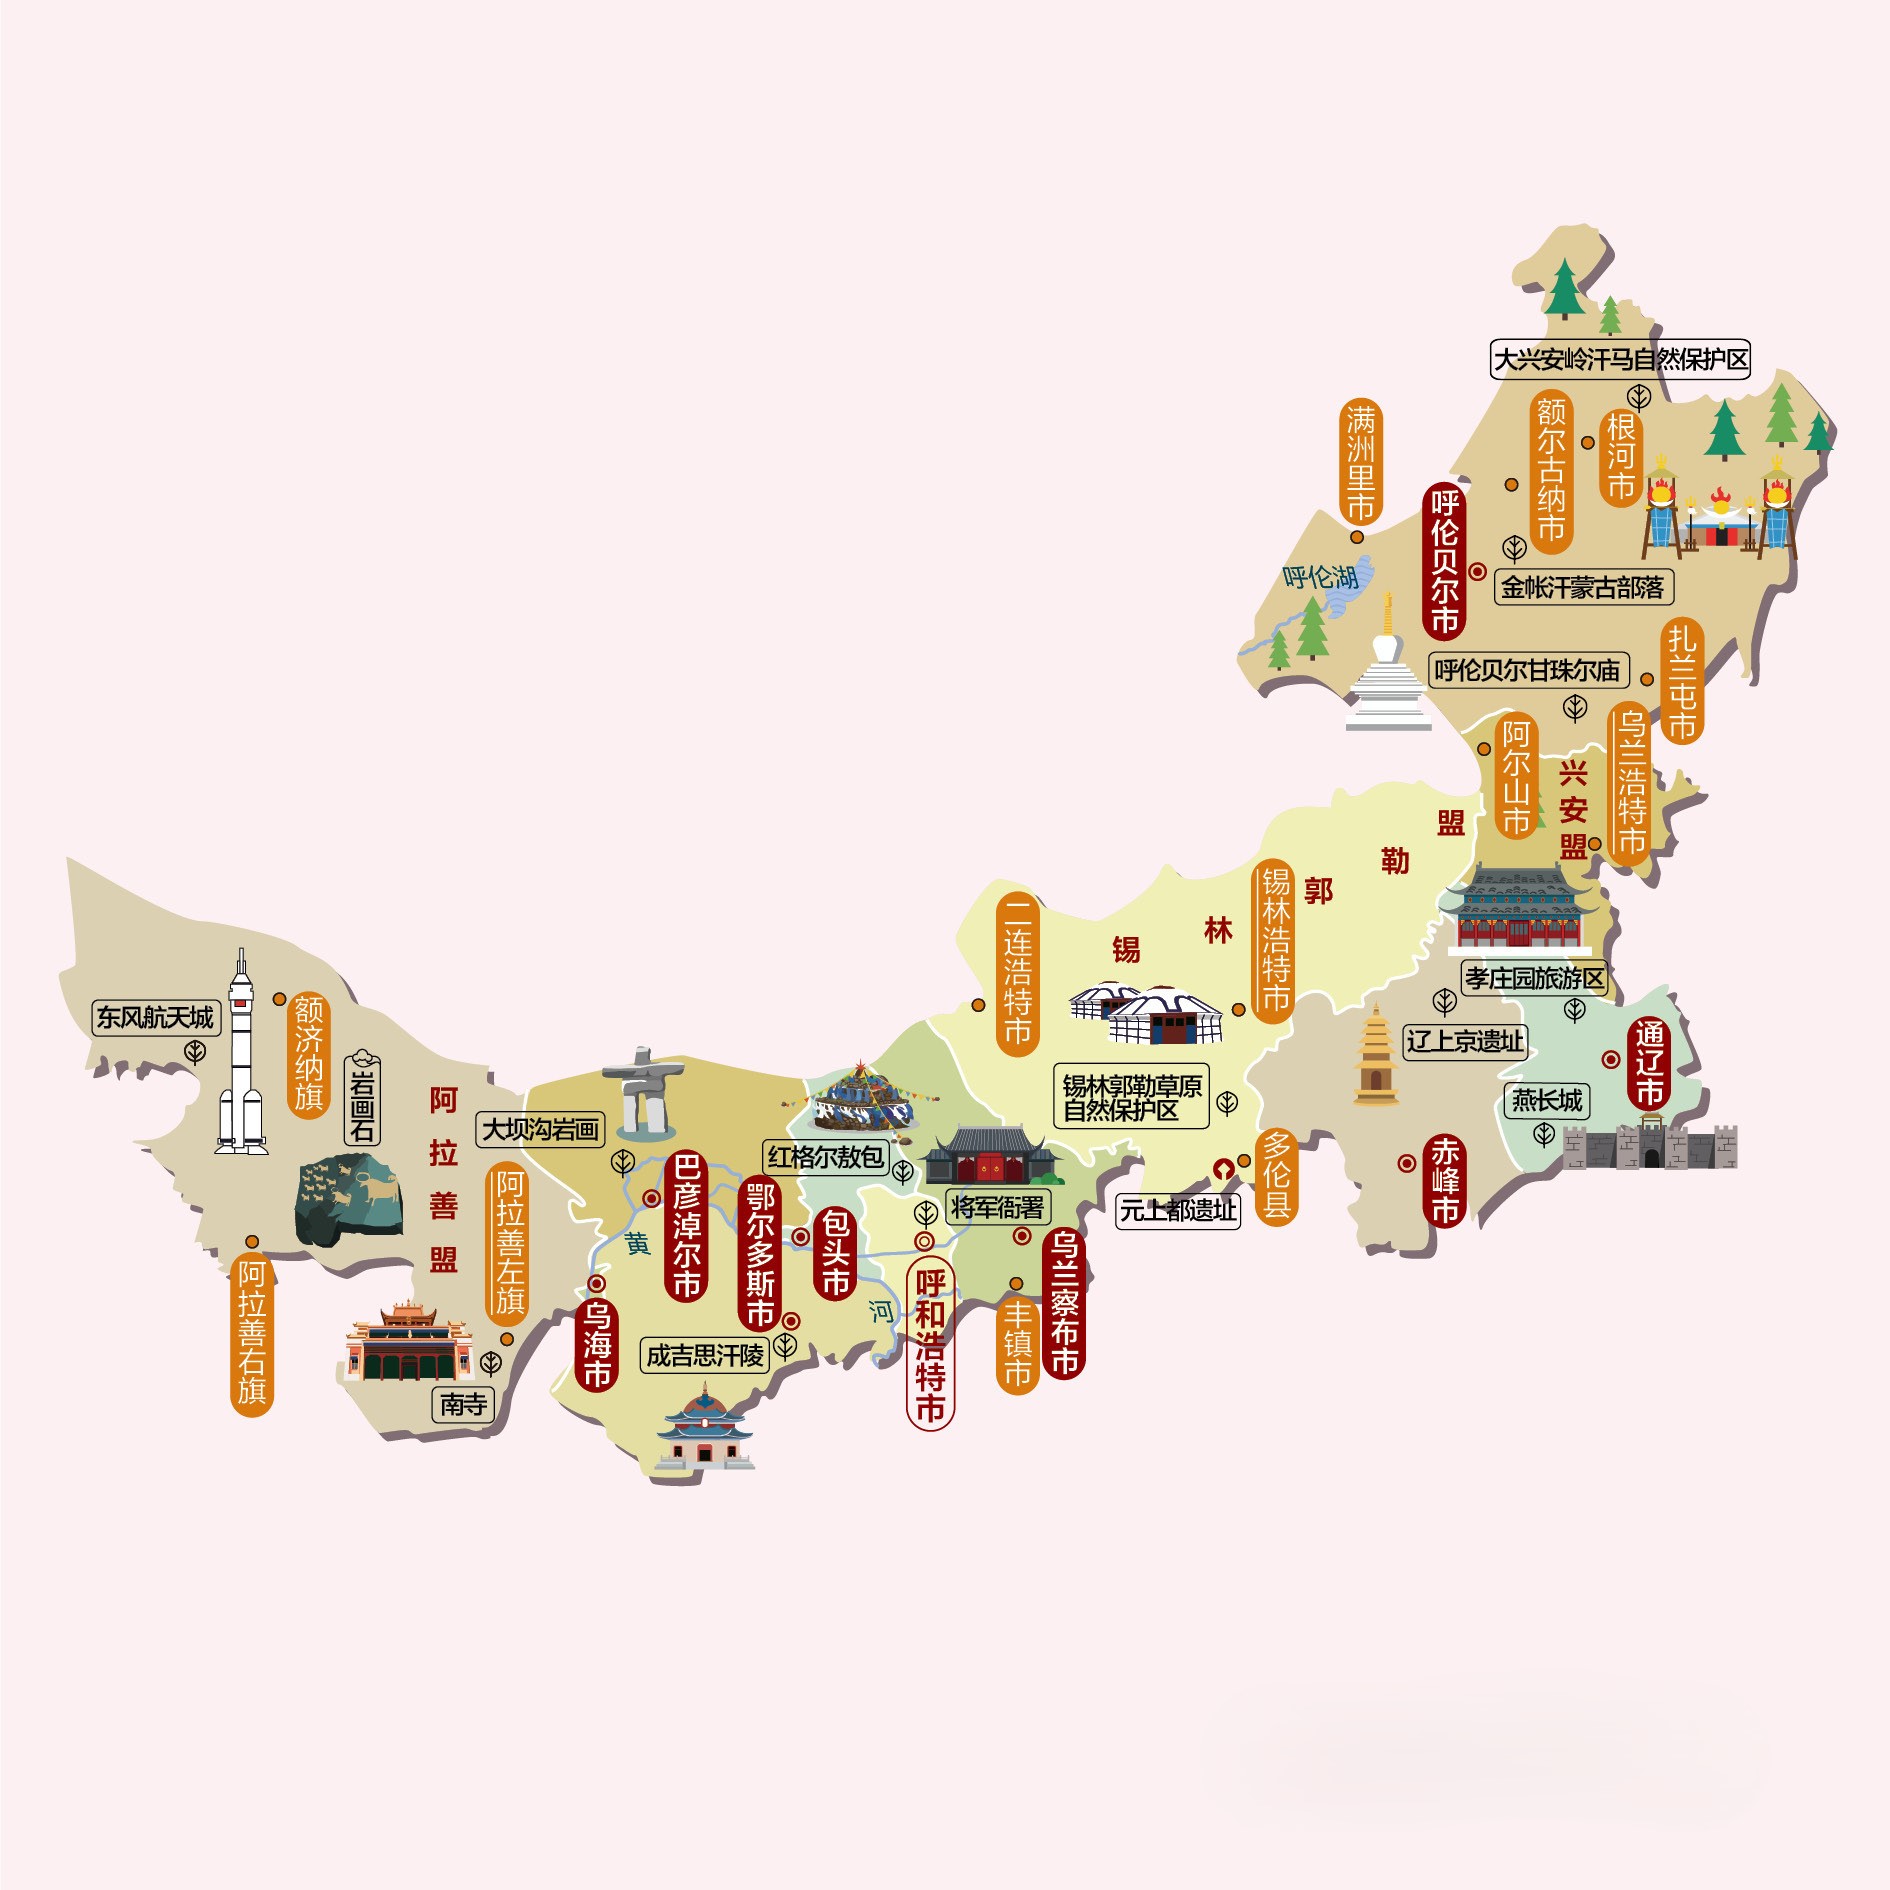 大兴安岭汗马自然保护区
满洲里市
额尔古纳市
根河市
呼伦贝尔市
呼伦湖
金帐汗蒙古部落
呼伦贝尔甘珠尔庙
扎兰屯市
阿尔山市
兴安盟
乌兰浩特市
锡林郭勒盟
二连浩特市
锡林浩特市
孝庄园旅游区
辽上京遗址
通辽市
燕长城
锡林郭勒草原
自然保护区
多伦县
元上都遗址
赤峰市
东风航天城
额济纳旗
岩画石
阿拉善盟
大坝沟岩画
阿拉善左旗
阿拉善右旗
南寺
红格尔敖包
将军衙署
巴彦淖尔市
鄂尔多斯市
包头市
黄河
乌海市
成吉思汗陵
呼和浩特市
丰镇市
乌兰察布市